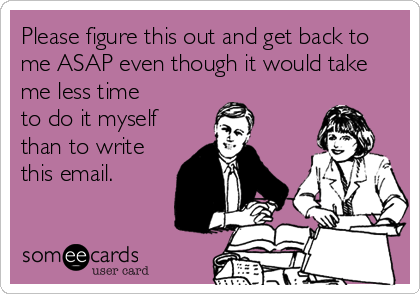 Please figure this out and get back to
me ASAP even though it would take
me less time
to do it myself
than to write
this email.
someecards
user card